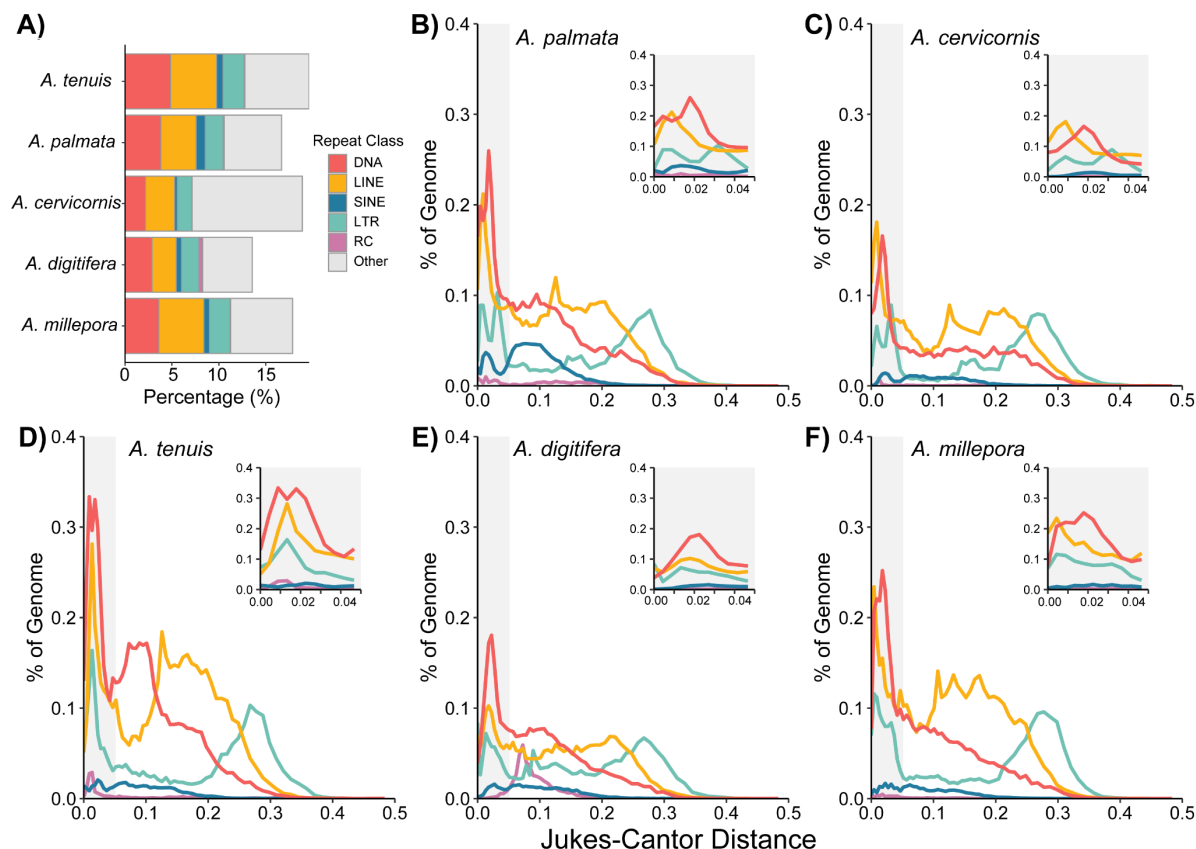 A)
A. tenuis
A. palmata
A. cervicornis
A. digitifera
A. millepora
0 5 10 15
Percentage (%)
Repeat Class
DNA
LINE
SINE
LTR
RC
Other
B)
A. palmata
% of Genome
0.4
0.3
0.2
0.1
0.0
0.0 0.1 0.2 0.3 0.4 0.5
0.4
0.3
0.2
0.1
0.0
0.00 0.02 0.04
C)
A. cervicornis
% of Genome
0.4
0.3
0.2
0.1
0.0
0.0 0.1 0.2 0.3 0.4 0.5
0.4
0.3
0.2
0.1
0.0
0.00 0.02 0.04
D)
A. tenuis
% of Genome
0.4
0.3
0.2
0.1
0.0
0.0 0.1 0.2 0.3 0.4 0.5
0.4
0.3
0.2
0.1
0.0
0.00 0.02 0.04
E)
A. digitifera
% of Genome
0.4
0.3
0.2
0.1
0.0
0.0 0.1 0.2 0.3 0.4 0.5
0.4
0.3
0.2
0.1
0.0
0.00 0.02 0.04
F)
A. millepora
% of Genome
0.4
0.3
0.2
0.1
0.0
0.0 0.1 0.2 0.3 0.4 0.5
0.4
0.3
0.2
0.1
0.0
0.00 0.02 0.04
Jukes-Cantor Distance